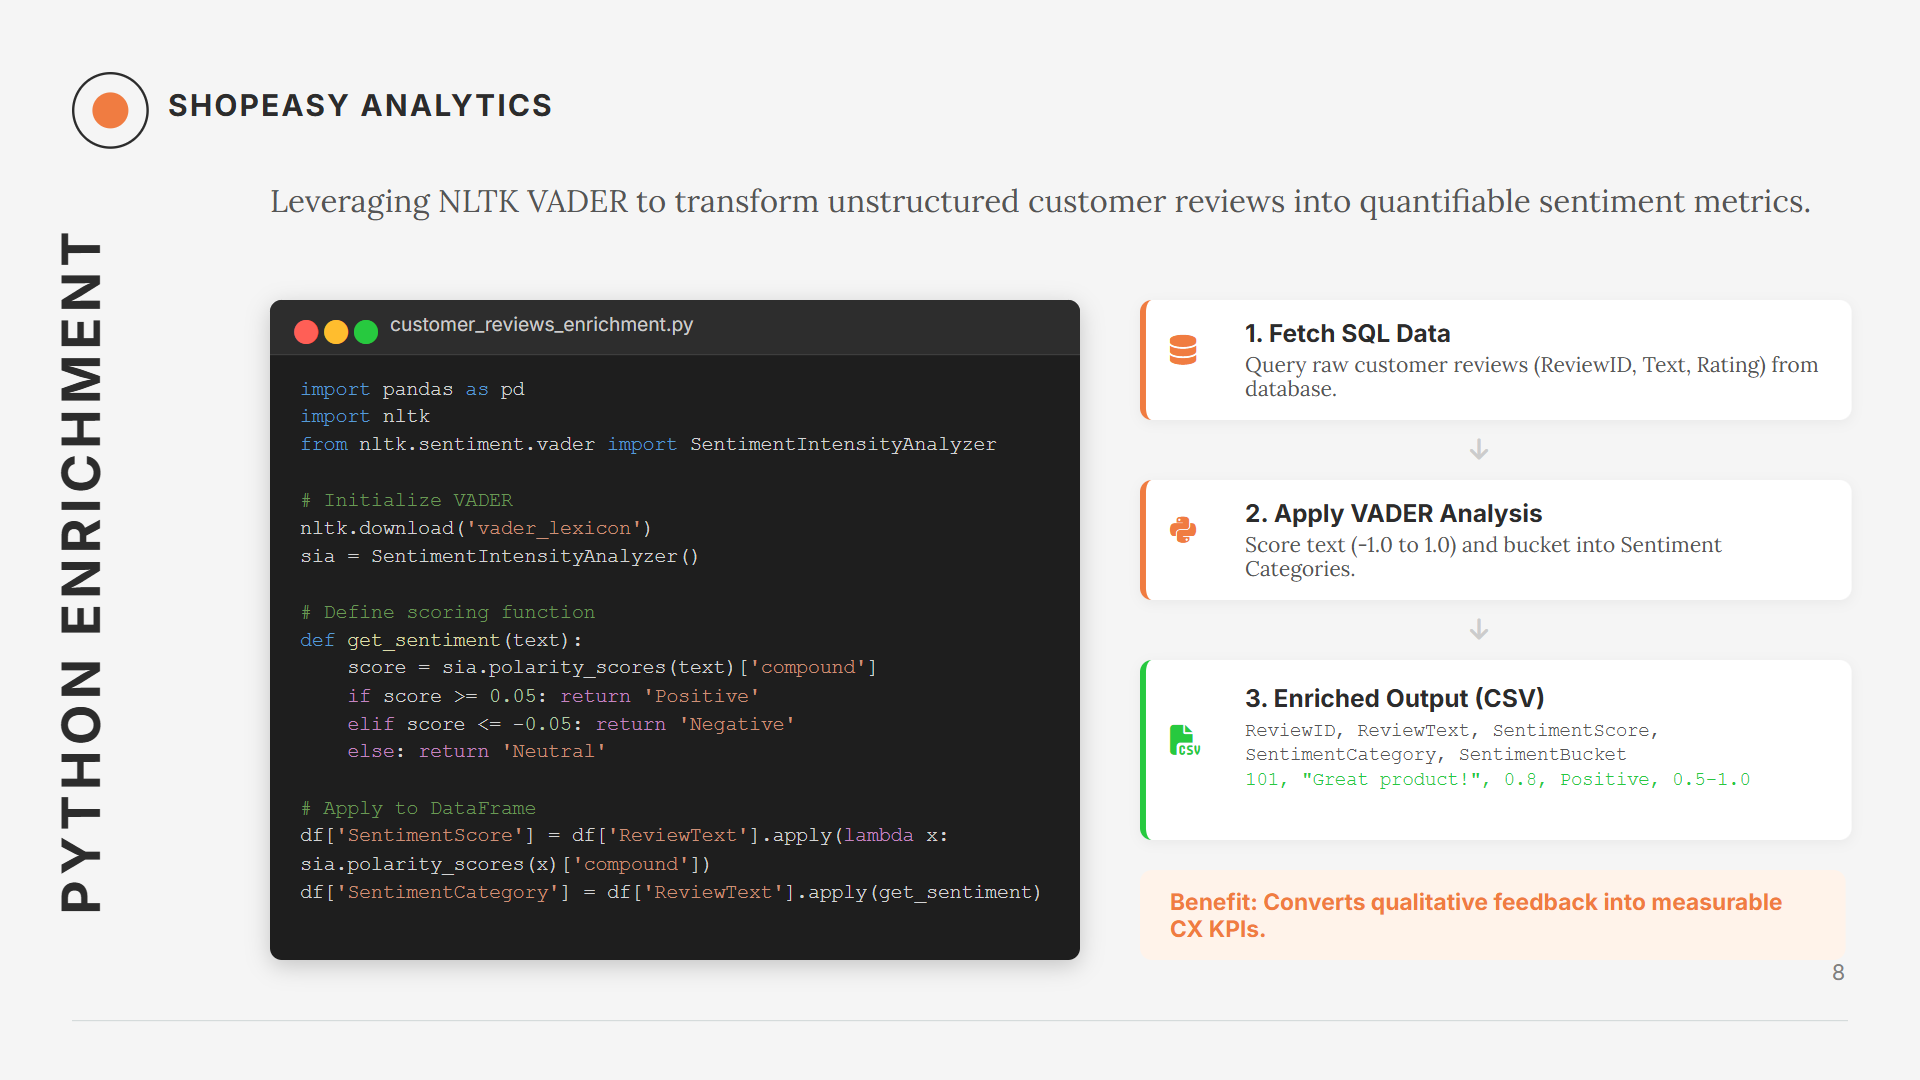 SHOPEASY ANALYTICS
PYTHON ENRICHMENT
Leveraging NLTK VADER to transform unstructured customer reviews into quantifiable sentiment metrics.
customer_reviews_enrichment.py
import pandas as pd
import nltk
from nltk.sentiment.vader import SentimentIntensityAnalyzer
# Initialize VADER
nltk.download('vader_lexicon')
sia = SentimentIntensityAnalyzer()
# Define scoring function
def get_sentiment(text):
    score = sia.polarity_scores(text)['compound']
    if score >= 0.05: return 'Positive'
    elif score <= -0.05: return 'Negative'
    else: return 'Neutral'
# Apply to DataFrame
df['SentimentScore'] = df['ReviewText'].apply(lambda x:
sia.polarity_scores(x)['compound'])
df['SentimentCategory'] = df['ReviewText'].apply(get_sentiment)
1. Fetch SQL Data
Query raw customer reviews (ReviewID, Text, Rating) from
database.
2. Apply VADER Analysis
Score text (-1.0 to 1.0) and bucket into Sentiment
Categories.
3. Enriched Output (CSV)
CSV
ReviewID, ReviewText, SentimentScore,
SentimentCategory, SentimentBucket
101, "Great product!", 0.8, Positive, 0.5-1.0
Benefit: Converts qualitative feedback into measurable
CX KPIs.
8